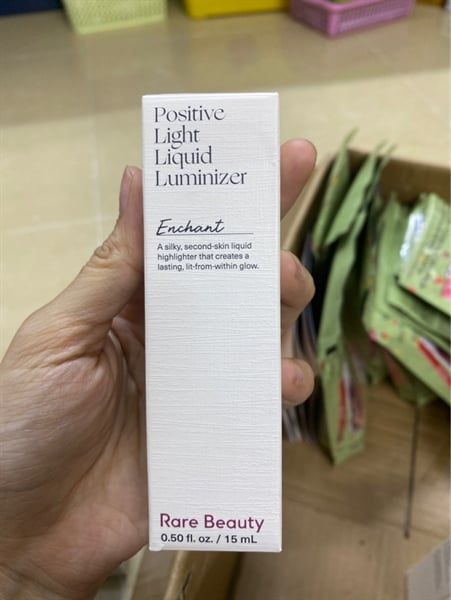 Positive
Light
Liquid
Luminizer
Enchant
A silky, second-skin liquid
highlighter that creates a
lasting, lit-from-within glow.
Rare Beauty
0.50 fl. oz. / 15 mL